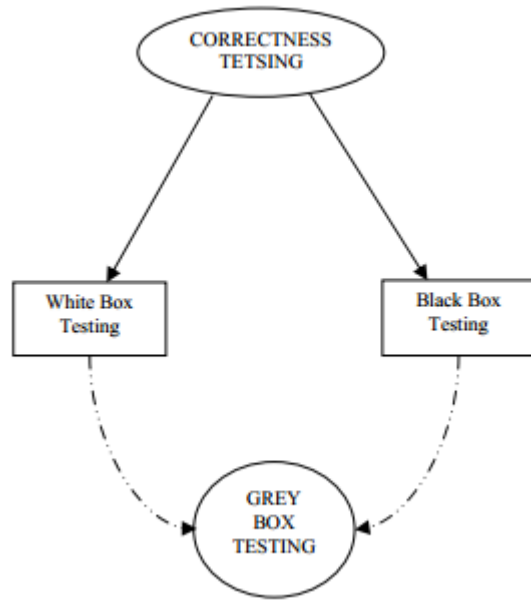 CORRECTNESS
TETSING
White Box
Testing
Black Box
Testing
GREY
BOX
TESTING